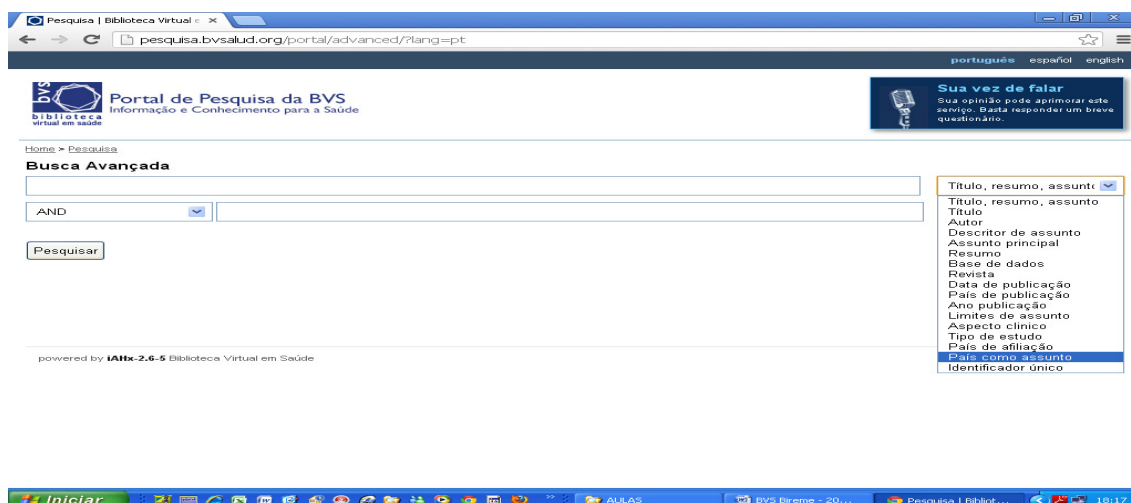 Pesquisa | Biblioteca Virtual e
pesquisa.bvsalud.org/portal/advanced/?lang=pt
português español english
bvs
biblioteca
virtual em saúde
Portal de Pesquisa da BVS
Informação e Conhecimento para a Saúde
Sua vez de falar
Sua opinião pode aprimorar este
serviço. Basta responder um breve
questionário.
Home > Pesquisa
Busca Avançada
Título, resumo, assunt
AND
Pesquisar
Título, resumo, assunto
Título
Autor
Descritor de assunto
Assunto principal
Resumo
Base de dados
Revista
Data de publicação
País de publicação
Ano publicação
Limites de assunto
Aspecto clinico
Tipo de estudo
País de afiliação
País como assunto
Identificador único
powered by iAHx-2.6-5 Biblioteca Virtual em Saúde
Iniciar AULAS BVS Bireme - 20... Pesquisa | Bibliot... 18:17